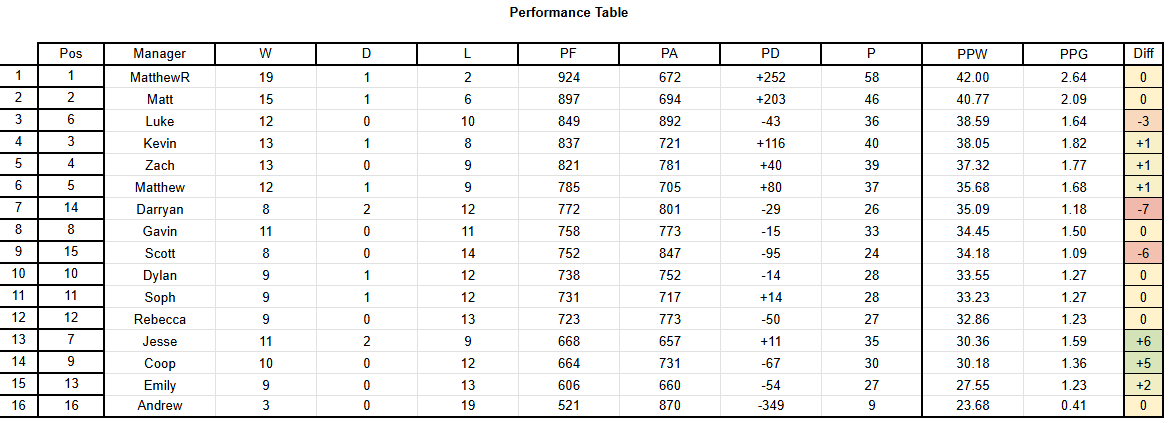 Performance Table
Pos Manager W D L PF PA PD P PPW PPG Diff
1 1 MatthewR 19 1 2 924 672 +252 58 42.00 2.64 0
2 2 Matt 15 1 6 897 694 +203 46 40.77 2.09 0
3 6 Luke 12 0 10 849 892 -43 36 38.59 1.64 -3
4 3 Kevin 13 1 8 837 721 +116 40 38.05 1.82 +1
5 4 Zach 13 0 9 821 781 +40 39 37.32 1.77 +1
6 5 Matthew 12 1 9 785 705 +80 37 35.68 1.68 +1
7 14 Darryan 8 2 12 772 801 -29 26 35.09 1.18 -7
8 8 Gavin 11 0 11 758 773 -15 33 34.45 1.50 0
9 15 Scott 8 0 14 752 847 -95 24 34.18 1.09 -6
10 10 Dylan 9 1 12 738 752 -14 28 33.55 1.27 0
11 11 Soph 9 1 12 731 717 +14 28 33.23 1.27 0
12 12 Rebecca 9 0 13 723 773 -50 27 32.86 1.23 0
13 7 Jesse 11 2 9 668 657 +11 35 30.36 1.59 +6
14 9 Coop 10 0 12 664 731 -67 30 30.18 1.36 +5
15 13 Emily 9 0 13 606 660 -54 27 27.55 1.23 +2
16 16 Andrew 3 0 19 521 870 -349 9 23.68 0.41 0